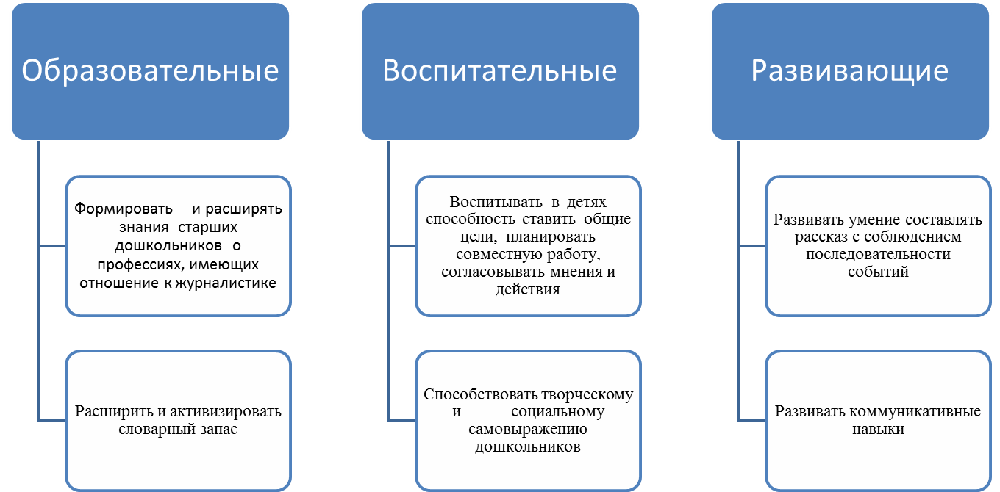 Образовательные
Формировать и расширять
знания старших
дошкольников о
профессиях, имеющих
отношение к журналистике
Расширить и активизировать
словарный запас
Воспитательные
Воспитывать в детях
способность ставить общие
цели, планировать
совместную работу,
согласовывать мнения и
действия
Способствовать творческому
и социальному
самовыражению
дошкольников
Развивающие
Развивать умение составлять
рассказ с соблюдением
последовательности
событий
Развивать коммуникативные
навыки